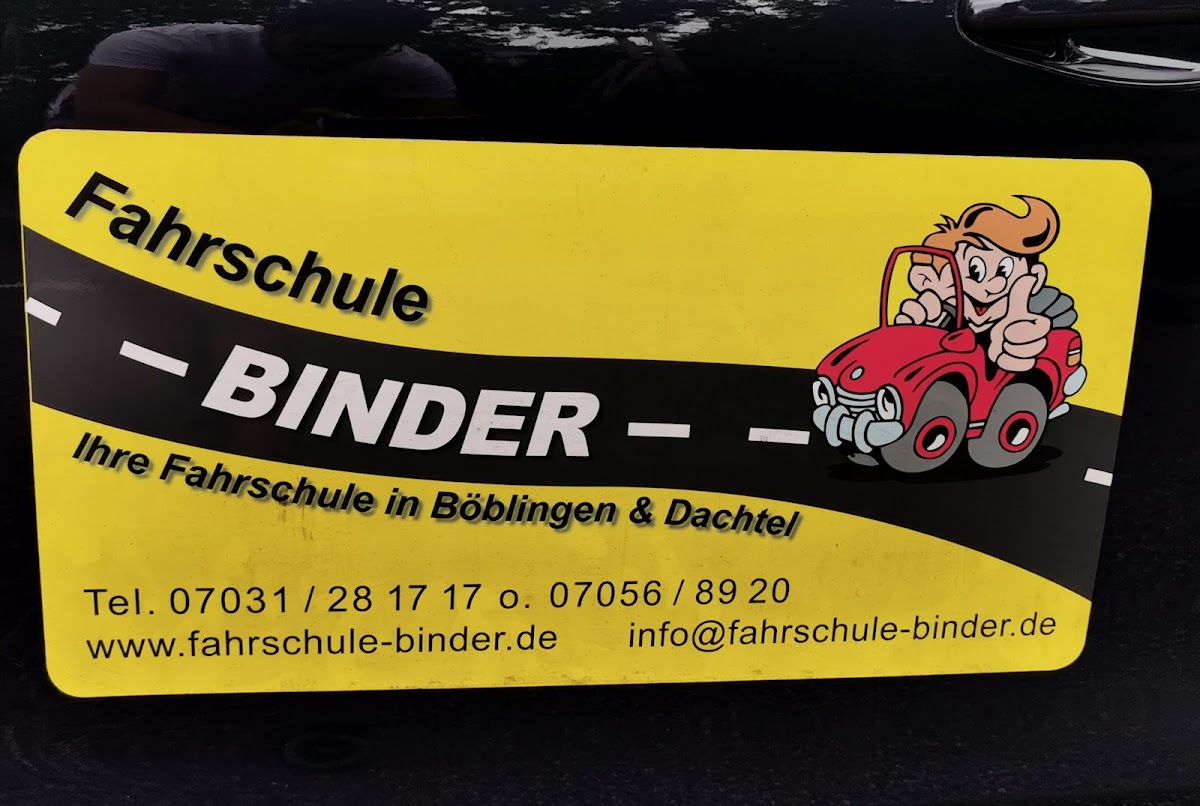 Fahrschule
BINDER
Ihre Fahrschule in Böblingen & Dachtel
Tel. 07031 / 28 17 17 o. 07056 / 89 20
www.fahrschule-binder.de info@fahrschule-binder.de